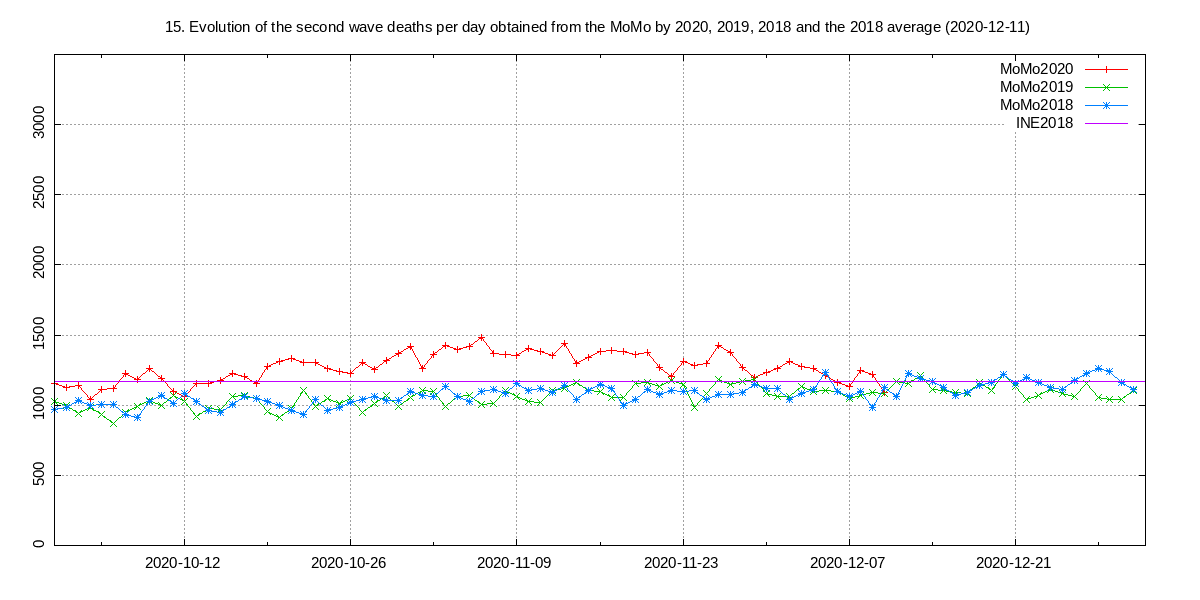 15. Evolution of the second wave deaths per day obtained from the MoMo by 2020, 2019, 2018 and the 2018 average (2020-12-11)
MoMo2020
MoMo2019
MoMo2018
INE2018
3000
2500
2000
1500
1000
500
0
2020-10-12 2020-10-26 2020-11-09 2020-11-23 2020-12-07 2020-12-21